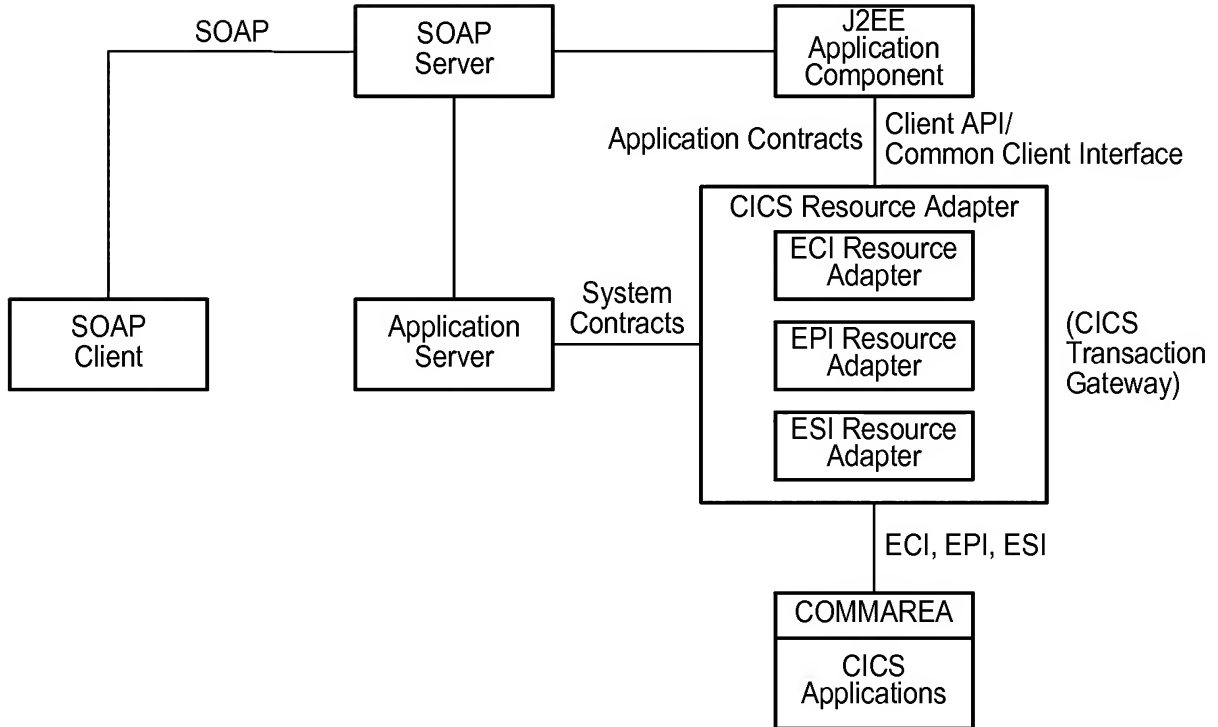 SOAP
SOAP
Server
J2EE
Application
Component
Application Contracts
Client API/
Common Client Interface
CICS Resource Adapter
ECI Resource
Adapter
SOAP
Client
Application
Server
System
Contracts
EPI Resource
Adapter
(CICS
Transaction
Gateway)
ESI Resource
Adapter
ECI, EPI, ESI
COMMAREA
CICS
Applications